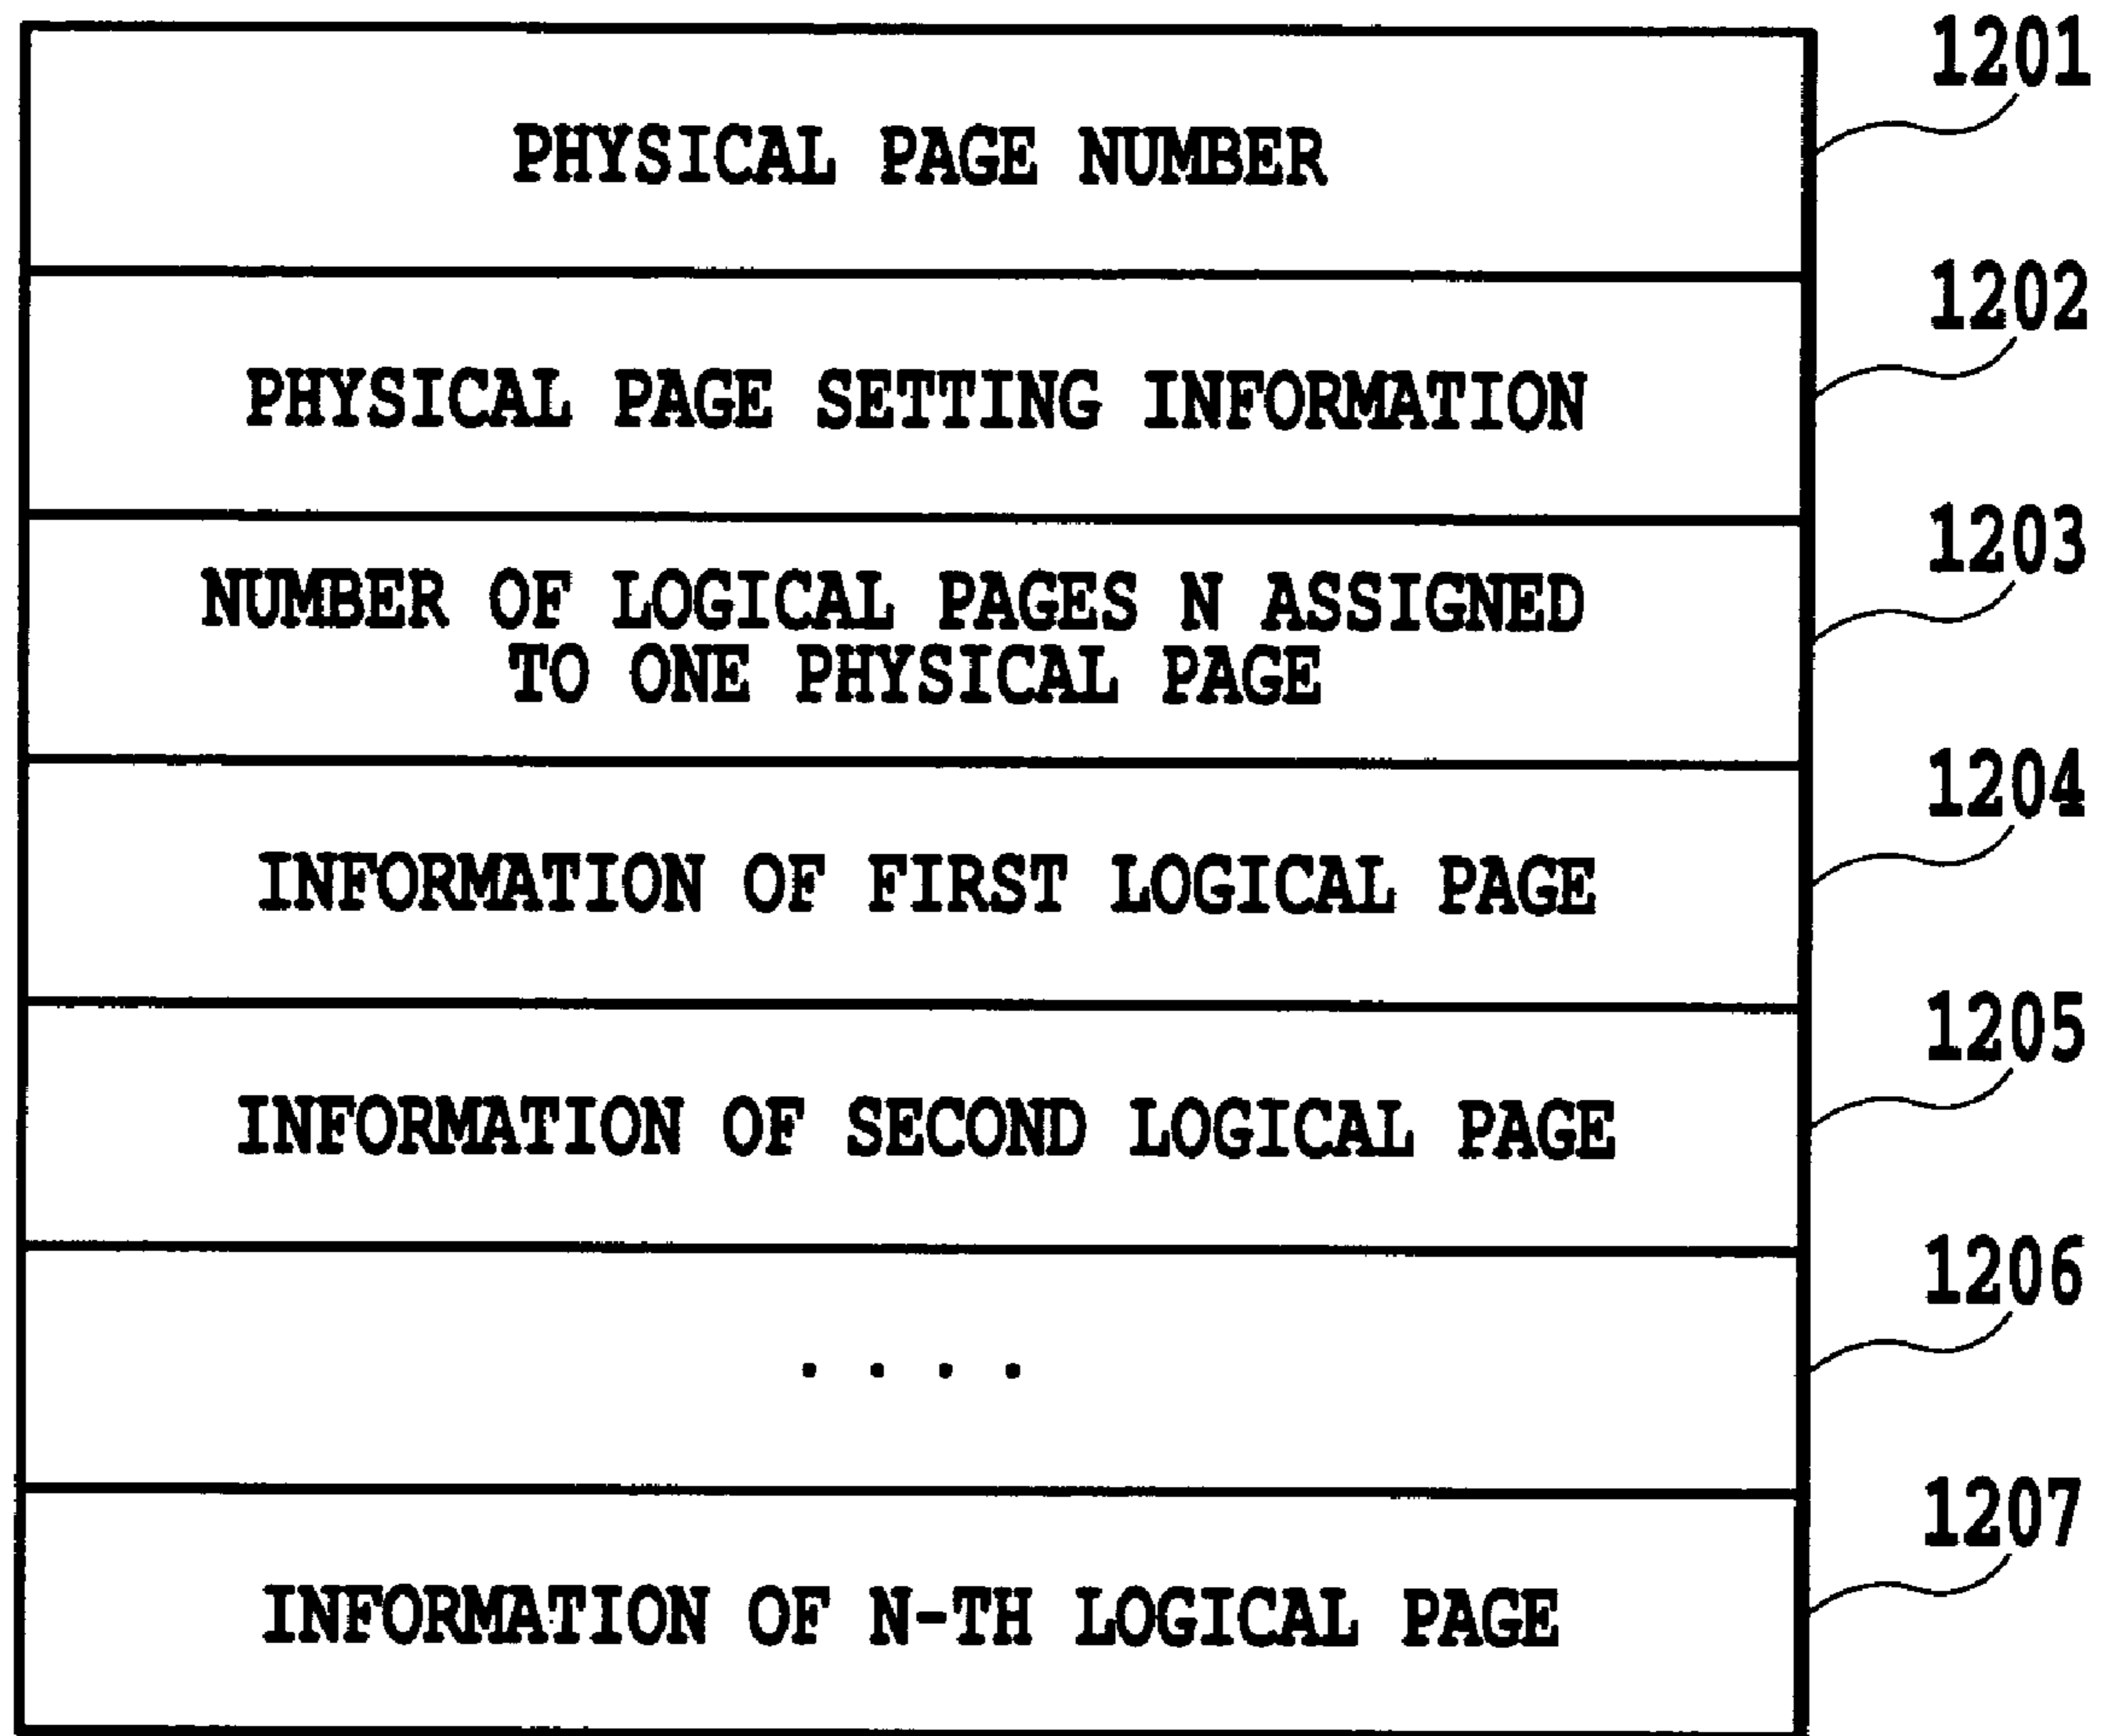 1201
PHYSICAL PAGE NUMBER
1202
PHYSICAL PAGE SETTING INFORMATION
1203
NUMBER OF LOGICAL PAGES N ASSIGNED
TO ONE PHYSICAL PAGE
1204
INFORMATION OF FIRST LOGICAL PAGE
1205
INFORMATION OF SECOND LOGICAL PAGE
1206
. . . .
1207
INFORMATION OF N-TH LOGICAL PAGE